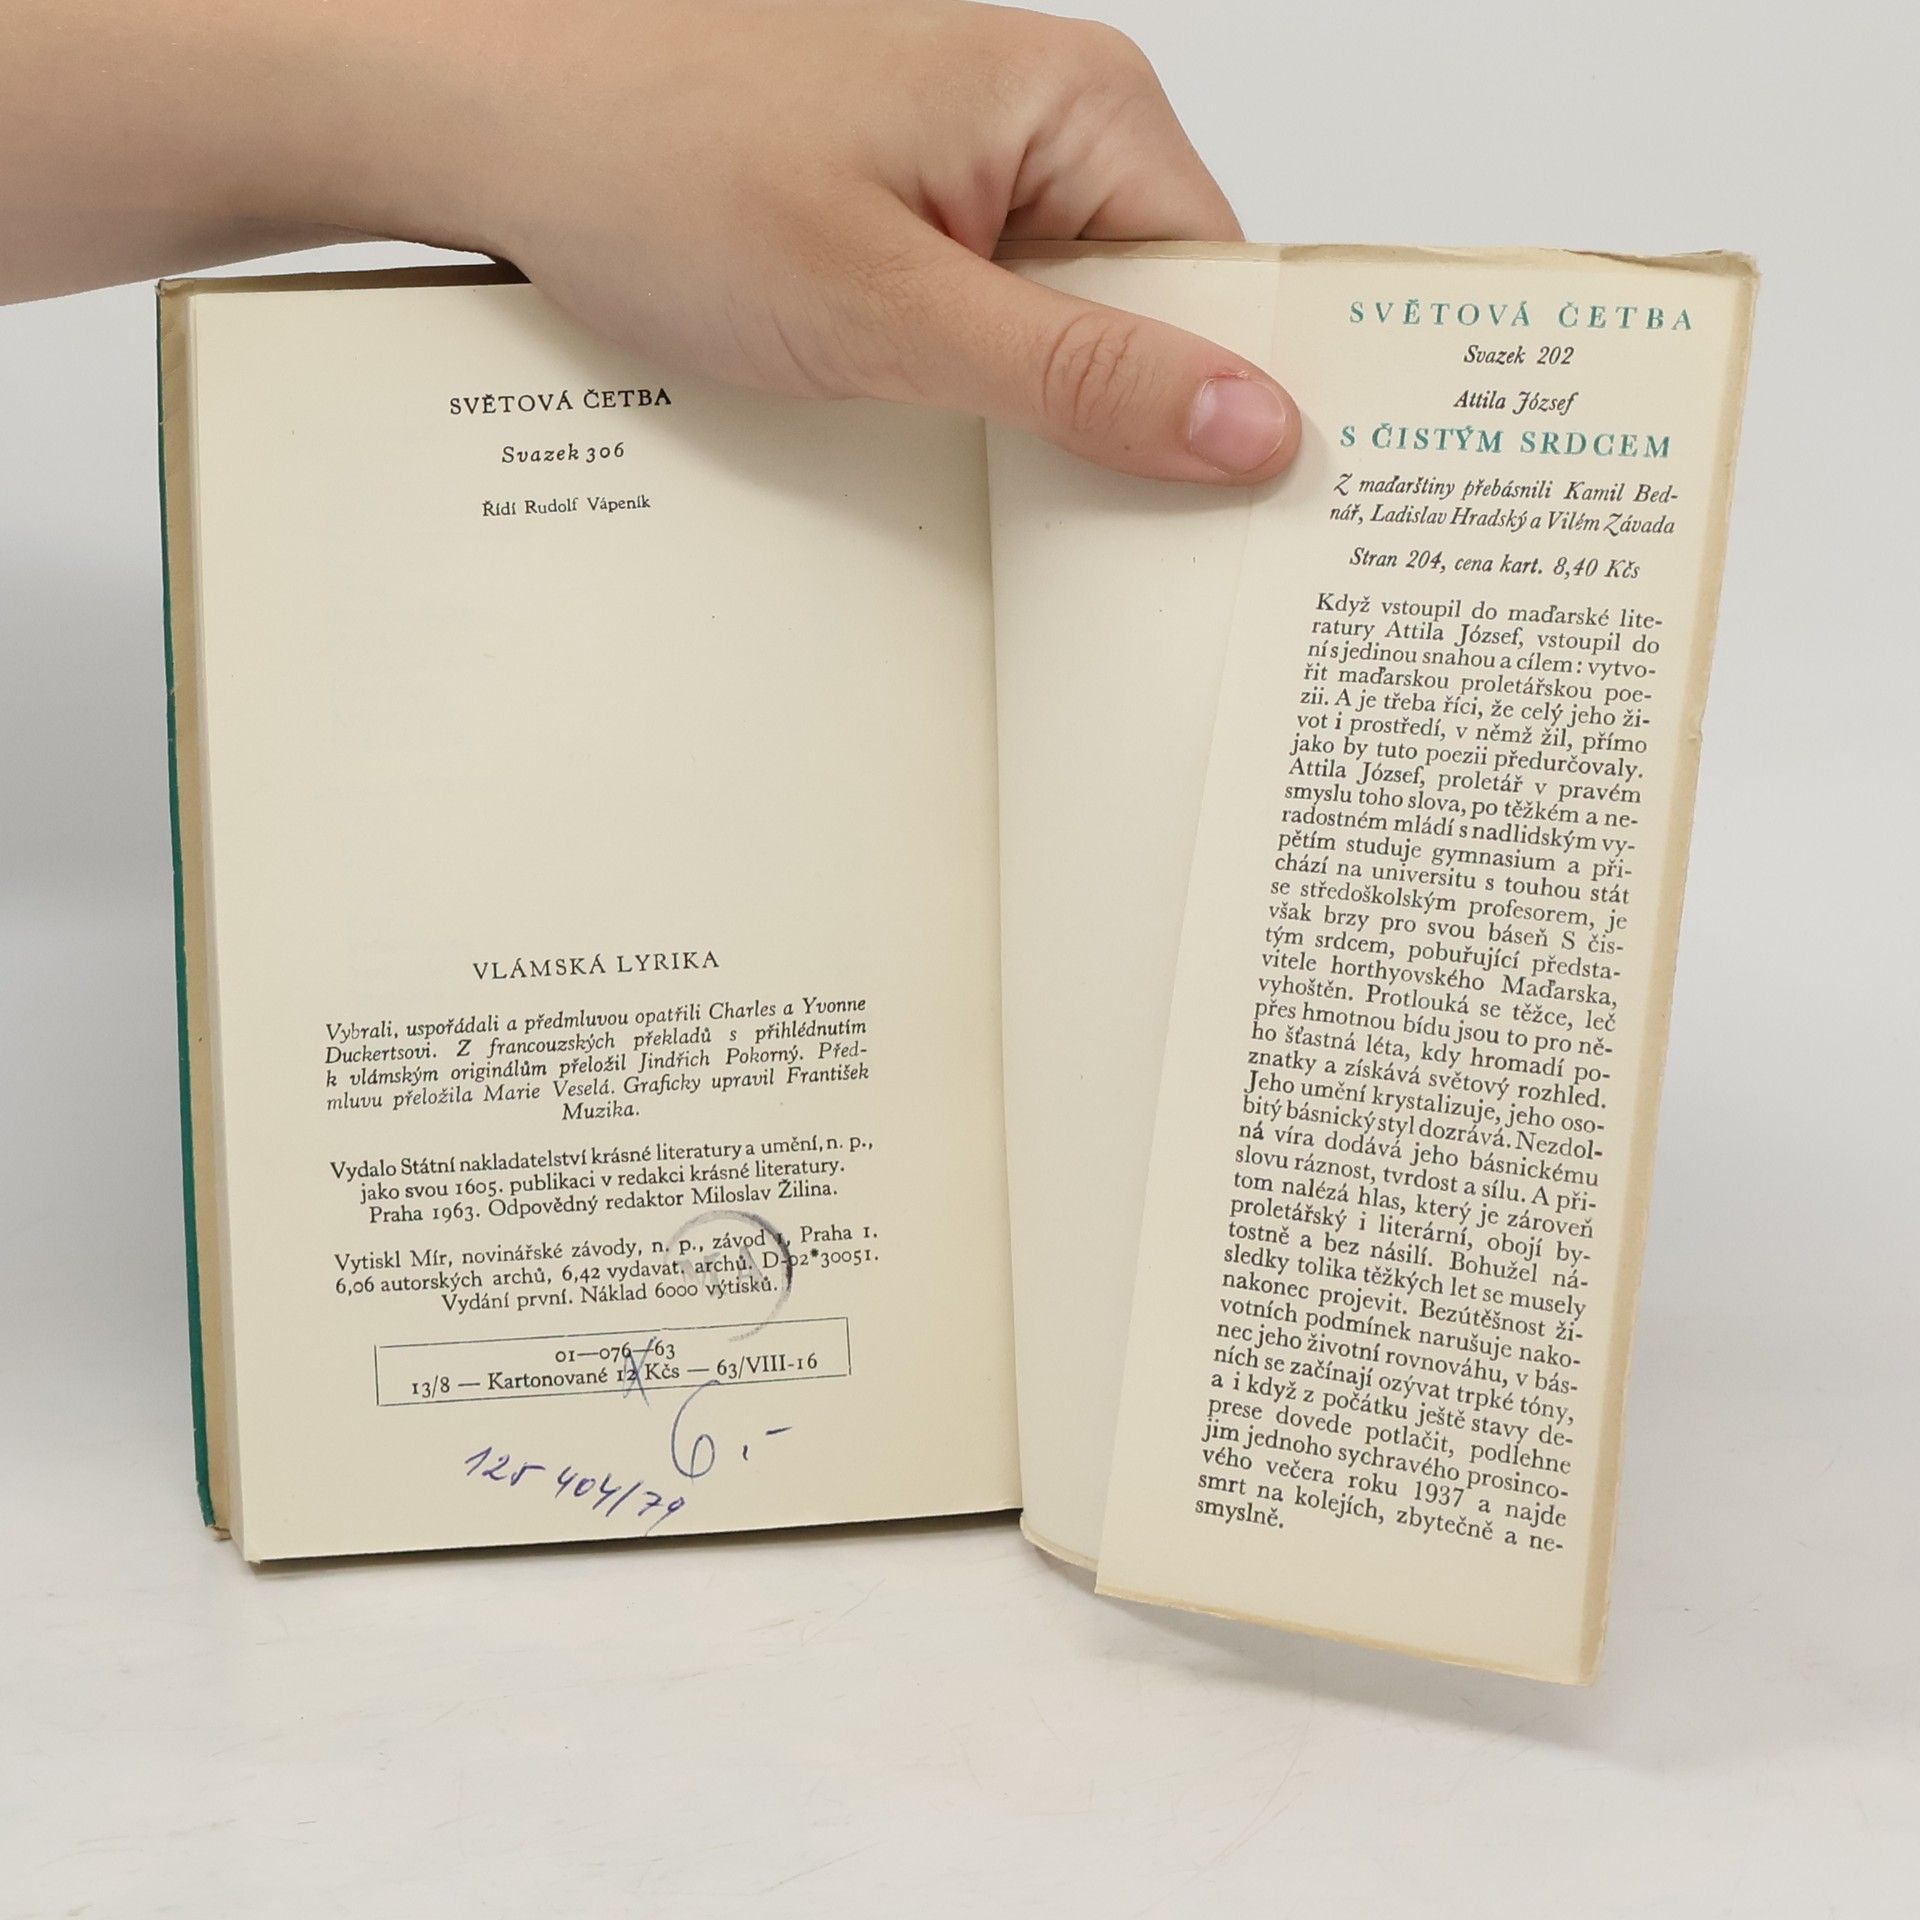 SVĚTOVÁ ČETBA
Svazek 306
Řídí Rudolf Vápeník
VLÁMSKÁ LYRIKA
Vybrali, uspořádali a předmluvou opatřili Charles a Yvonne
Duckertsovi. Z francouzských překladů s přihlédnutím
k vlámským originálům přeložil Jindřich Pokorný. Před-
mluvu přeložila Marie Veselá. Graficky upravil František
Muzika.
Vydalo Státní nakladatelství krásné literatury a umění, n. p.,
jako svou 1605. publikaci v redakci krásné literatury.
Praha 1963. Odpovědný redaktor Miloslav Žilina.
Vytiskl Mír, novinářské závody, n. p., závod 1, Praha 1.
6,06 autorských archů, 6,42 vydavat. archů. D-02*30051.
Vydání první. Náklad 6000 výtisků.
01—076—63
13/8 — Kartonované 12 Kčs — 63/VIII-16
6.-
125 404/79
SVĚTOVÁ ČETBA
Svazek 202
Attila József
S ČISTÝM SRDCEM
Z maďarštiny přebásnili Kamil Bed-
nář, Ladislav Hradský a Vilém Závada
Stran 204, cena kart. 8,40 Kčs
Když vstoupil do maďarské lite-
ratury Attila József, vstoupil do
ní s jedinou snahou a cílem: vytvo-
řit maďarskou proletářskou poe-
zii. A je třeba říci, že celý jeho ži-
vot i prostředí, v němž žil, přímo
jako by tuto poezii předurčovaly.
Attila József, proletář v pravém
smyslu toho slova, po těžkém a ne-
radostném mládí s nadlidským vy-
pětím studuje gymnasium a při-
chází na universitu s touhou stát
se středoškolským profesorem, je
však brzy pro svou báseň S čis-
tým srdcem, pobuřující předsta-
vitele horthyovského Maďarska,
vyhoštěn. Protlouká se těžce, leč
přes hmotnou bídu jsou to pro ně-
ho šťastná léta, kdy hromadí po-
znatky a získává světový rozhled.
Jeho umění krystalizuje, jeho oso-
bitý básnický styl dozrává. Nezdol-
ná víra dodává jeho básnickému
slovu ráznost, tvrdost a sílu. A při-
tom nalézá hlas, který je zároveň
proletářský i literární, obojí by-
tostně a bez násilí. Bohužel ná-
sledky tolika těžkých let se musely
nakonec projevit. Bezútěšnost ži-
votních podmínek narušuje nako-
nec jeho životní rovnováhu, v bás-
ních se začínají ozývat trpké tóny,
a i když z počátku ještě stavy de-
prese dovede potlačit, podlehne
jim jednoho sychravého prosinco-
vého večera roku 1937 a najde
smrt na kolejích, zbytečně a ne-
smyslně.